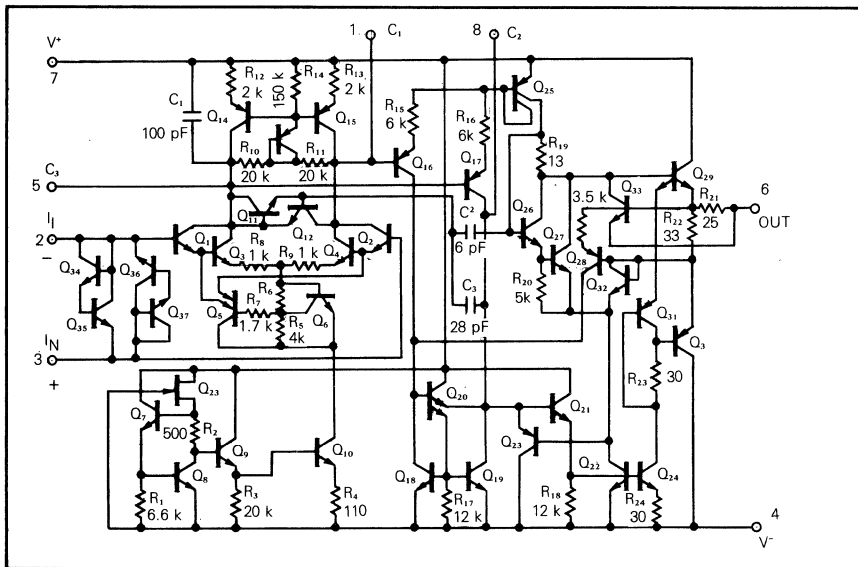 1 C₁
8 C₂
V⁺
7
R₁₂
2 k
R₁₄
150 k
R₁₃
2 k
C₁
100 pF
Q₁₄
Q₁₅
R₁₀
20 k
R₁₁
20 k
R₁₅
6 k
Q₁₆
R₁₆
6k
Q₁₇
Q₂₅
R₁₉
13
Q₂₉
C₃
5
Q₁₁
Q₁₂
C²
6 pF
Q₂₆
Q₂₇
3.5 k
Q₃₃
R₂₁
25
6
OUT
R₂₂
33
I_I
2
−
Q₁
R₈
1 k
R₉
1 k
Q₂
Q₃
Q₄
Q₂₈
Q₃₂
R₂₀
5k
Q₃₄
Q₃₆
Q₃₅
Q₃₇
Q₅
R₇
1.7 k
R₆
R₅
4k
Q₆
C₃
28 pF
Q₃₁
Q₃
R₂₃
30
I_N
3
+
Q₂₃
Q₇
500
R₂
Q₉
Q₈
Q₁₀
Q₂₀
Q₂₁
Q₂₃
Q₂₂
Q₁₈
Q₁₉
Q₂₄
R₁
6.6 k
R₃
20 k
R₄
110
R₁₇
12 k
R₁₈
12 k
R₂₄
30
4
V⁻